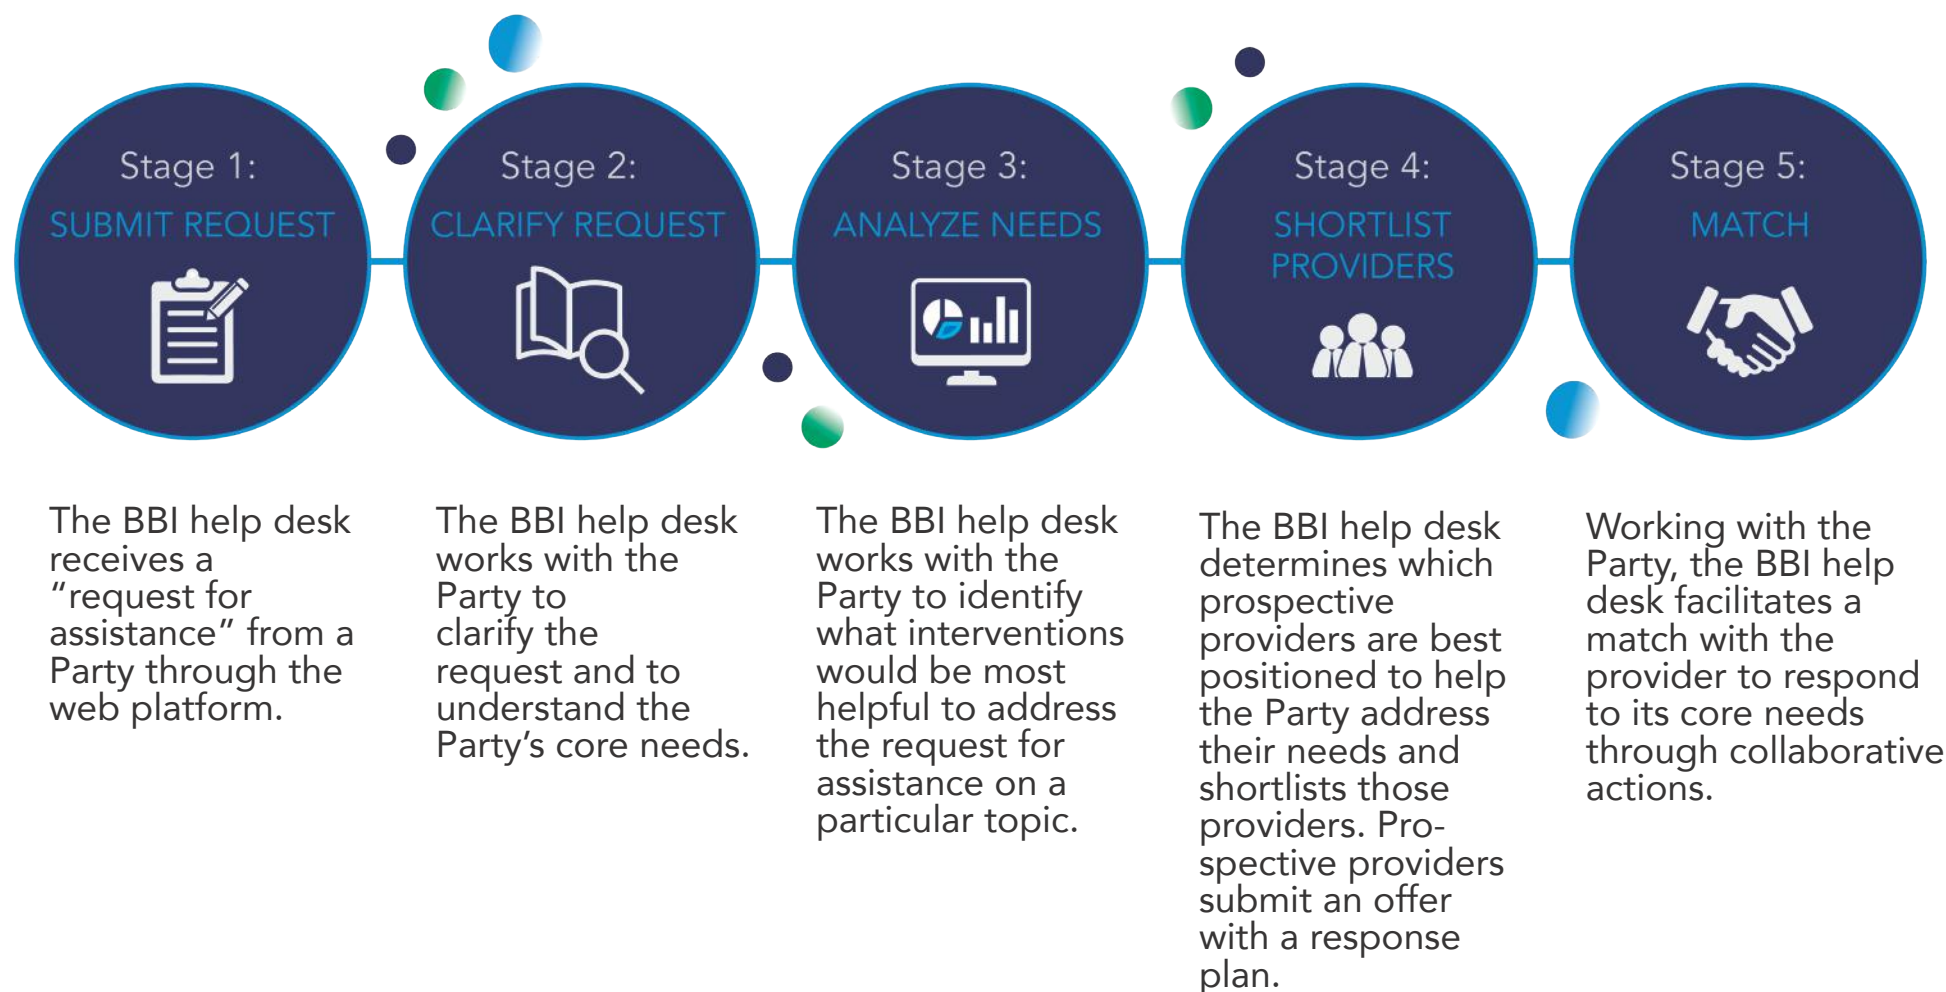 Stage 1:
SUBMIT REQUEST
The BBI help desk
receives a
“request for
assistance” from a
Party through the
web platform.
Stage 2:
CLARIFY REQUEST
The BBI help desk
works with the
Party to
clarify the
request and to
understand the
Party’s core needs.
Stage 3:
ANALYZE NEEDS
The BBI help desk
works with the
Party to identify
what interventions
would be most
helpful to address
the request for
assistance on a
particular topic.
Stage 4:
SHORTLIST
PROVIDERS
The BBI help desk
determines which
prospective
providers are best
positioned to help
the Party address
their needs and
shortlists those
providers. Pro-
spective providers
submit an offer
with a response
plan.
Stage 5:
MATCH
Working with the
Party, the BBI help
desk facilitates a
match with the
provider to respond
to its core needs
through collaborative
actions.